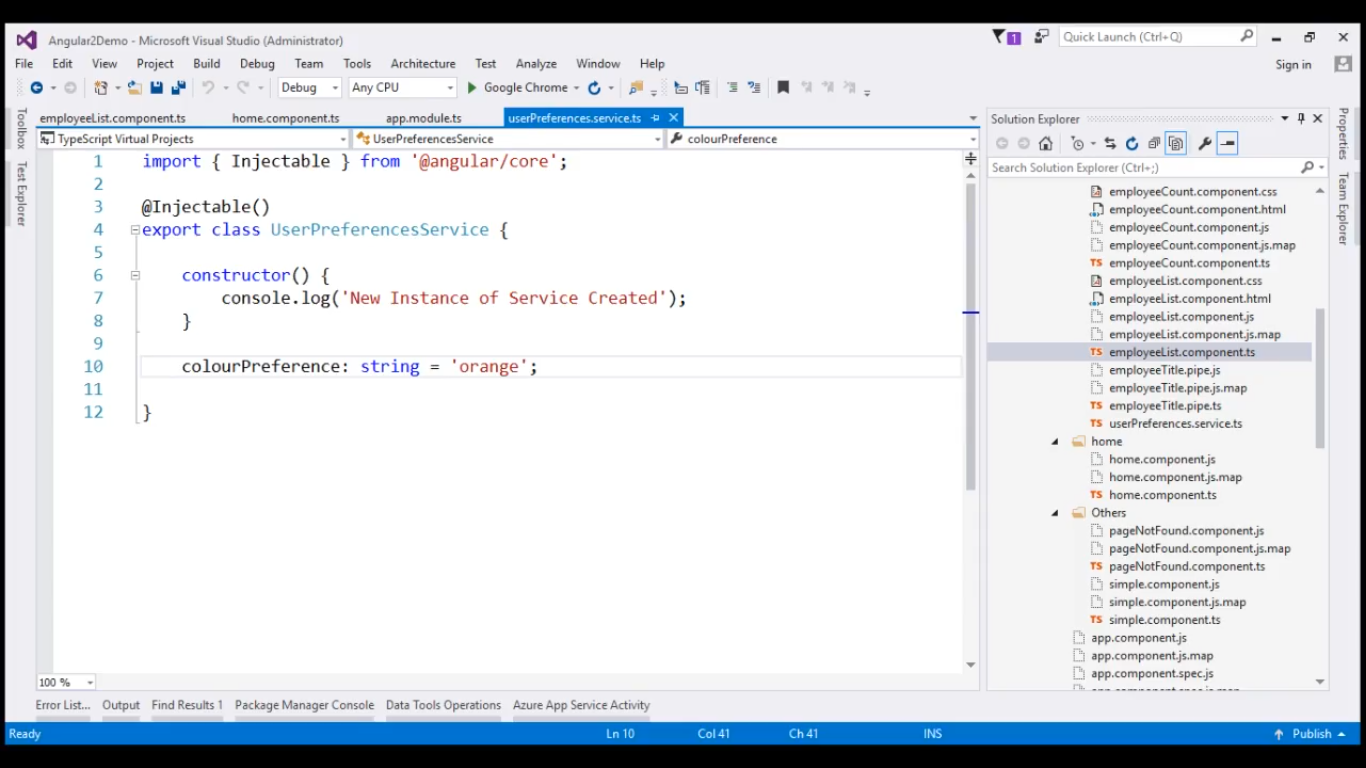 Angular2Demo - Microsoft Visual Studio (Administrator)
1
Quick Launch (Ctrl+Q)
File Edit View Project Build Debug Team Tools Architecture Test Analyze Window Help
Sign in
Debug Any CPU Google Chrome
Toolbox
Test Explorer
employeeList.component.ts home.component.ts app.module.ts userPreferences.service.ts
TypeScript Virtual Projects UserPreferencesService colourPreference
1 import { Injectable } from '@angular/core';
2
3 @Injectable()
4 export class UserPreferencesService {
5
6 constructor() {
7 console.log('New Instance of Service Created');
8 }
9
10 colourPreference: string = 'orange';
11
12 }
100 %
Solution Explorer
Search Solution Explorer (Ctrl+;)
employeeCount.component.css
employeeCount.component.html
employeeCount.component.js
employeeCount.component.js.map
TS employeeCount.component.ts
employeeList.component.css
employeeList.component.html
employeeList.component.js
employeeList.component.js.map
TS employeeList.component.ts
employeeTitle.pipe.js
employeeTitle.pipe.js.map
TS employeeTitle.pipe.ts
TS userPreferences.service.ts
home
home.component.js
home.component.js.map
TS home.component.ts
Others
pageNotFound.component.js
pageNotFound.component.js.map
TS pageNotFound.component.ts
simple.component.js
simple.component.js.map
TS simple.component.ts
app.component.js
app.component.js.map
app.component.spec.js
Properties
Team Explorer
Error List... Output Find Results 1 Package Manager Console Data Tools Operations Azure App Service Activity
Ready Ln 10 Col 41 Ch 41 INS Publish